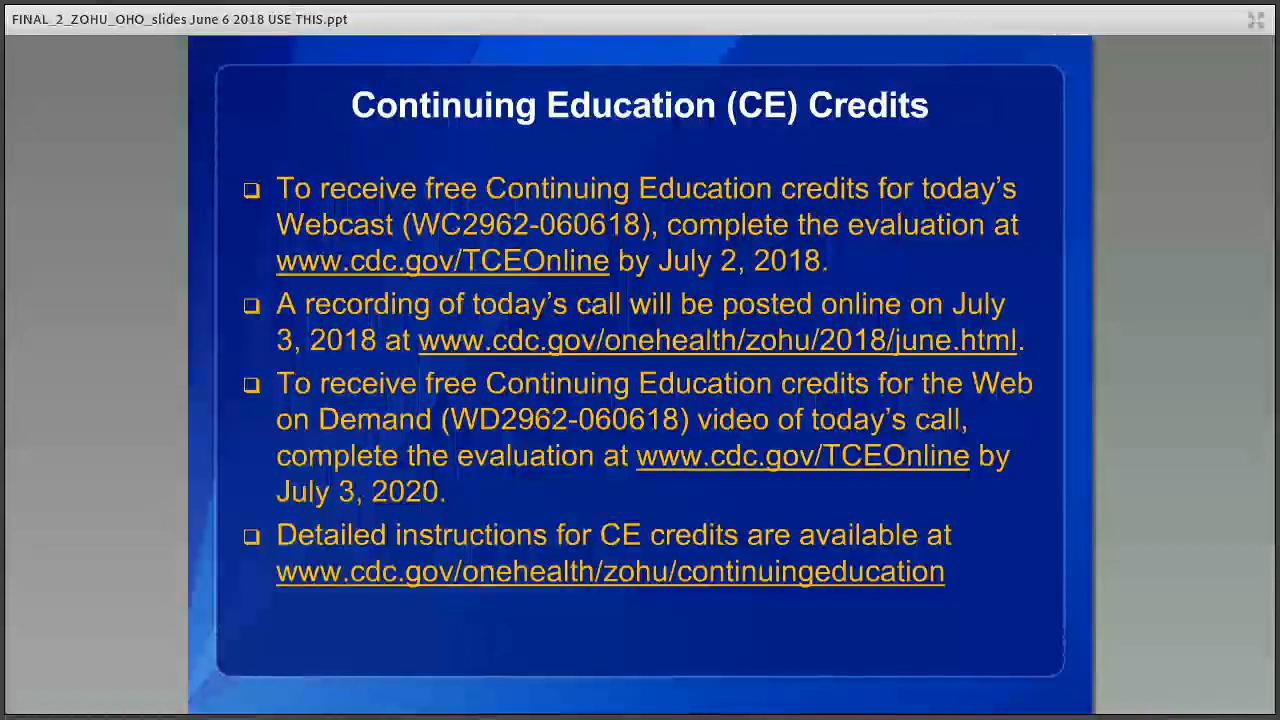 FINAL_2_ZOHU_OHO_slides June 6 2018 USE THIS.ppt
Continuing Education (CE) Credits
To receive free Continuing Education credits for today’s
Webcast (WC2962-060618), complete the evaluation at
www.cdc.gov/TCEOnline by July 2, 2018.
A recording of today’s call will be posted online on July
3, 2018 at www.cdc.gov/onehealth/zohu/2018/june.html.
To receive free Continuing Education credits for the Web
on Demand (WD2962-060618) video of today’s call,
complete the evaluation at www.cdc.gov/TCEOnline by
July 3, 2020.
Detailed instructions for CE credits are available at
www.cdc.gov/onehealth/zohu/continuingeducation